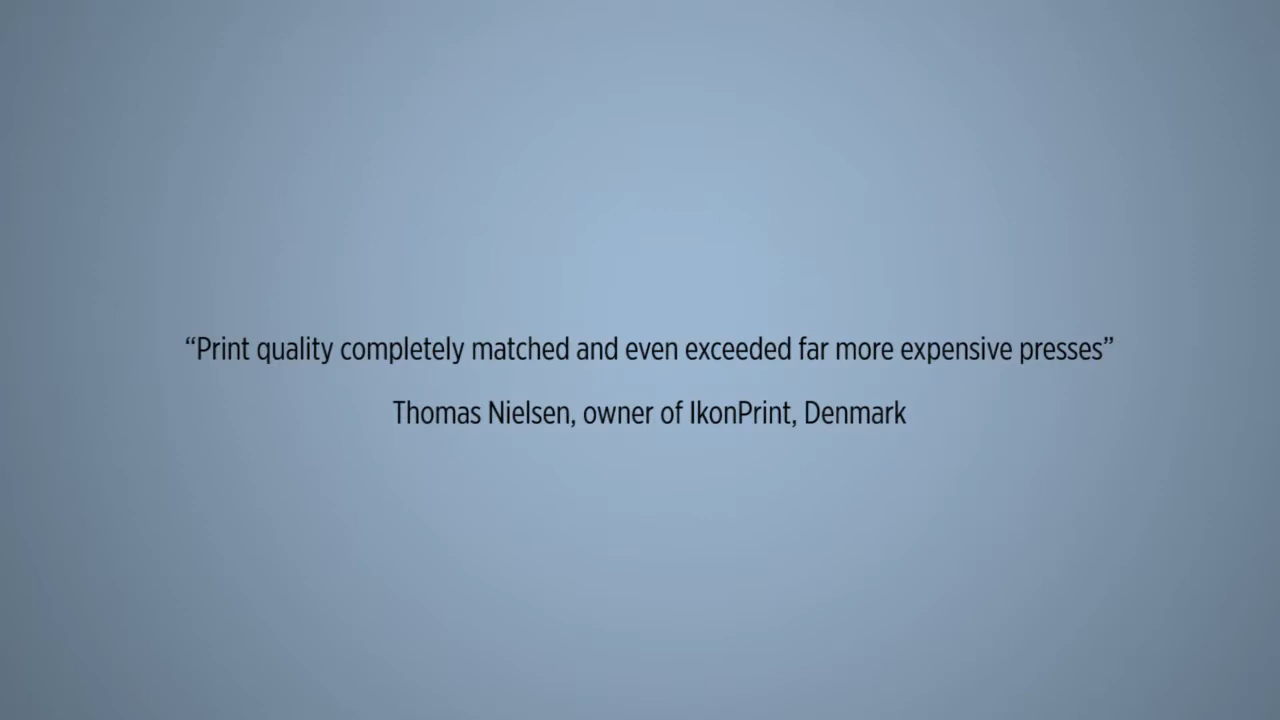 “Print quality completely matched and even exceeded far more expensive presses”
Thomas Nielsen, owner of IkonPrint, Denmark